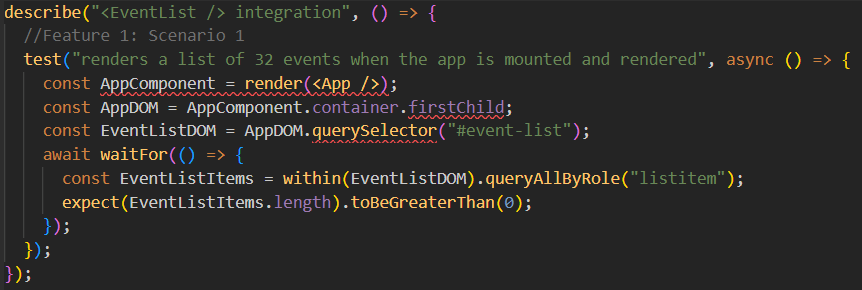 describe("<EventList /> integration", () => {
//Feature 1: Scenario 1
test("renders a list of 32 events when the app is mounted and rendered", async () => {
const AppComponent = render(<App />);
const AppDOM = AppComponent.container.firstChild;
const EventListDOM = AppDOM.querySelector("#event-list");
await waitFor(() => {
const EventListItems = within(EventListDOM).queryAllByRole("listitem");
expect(EventListItems.length).toBeGreaterThan(0);
});
});
});